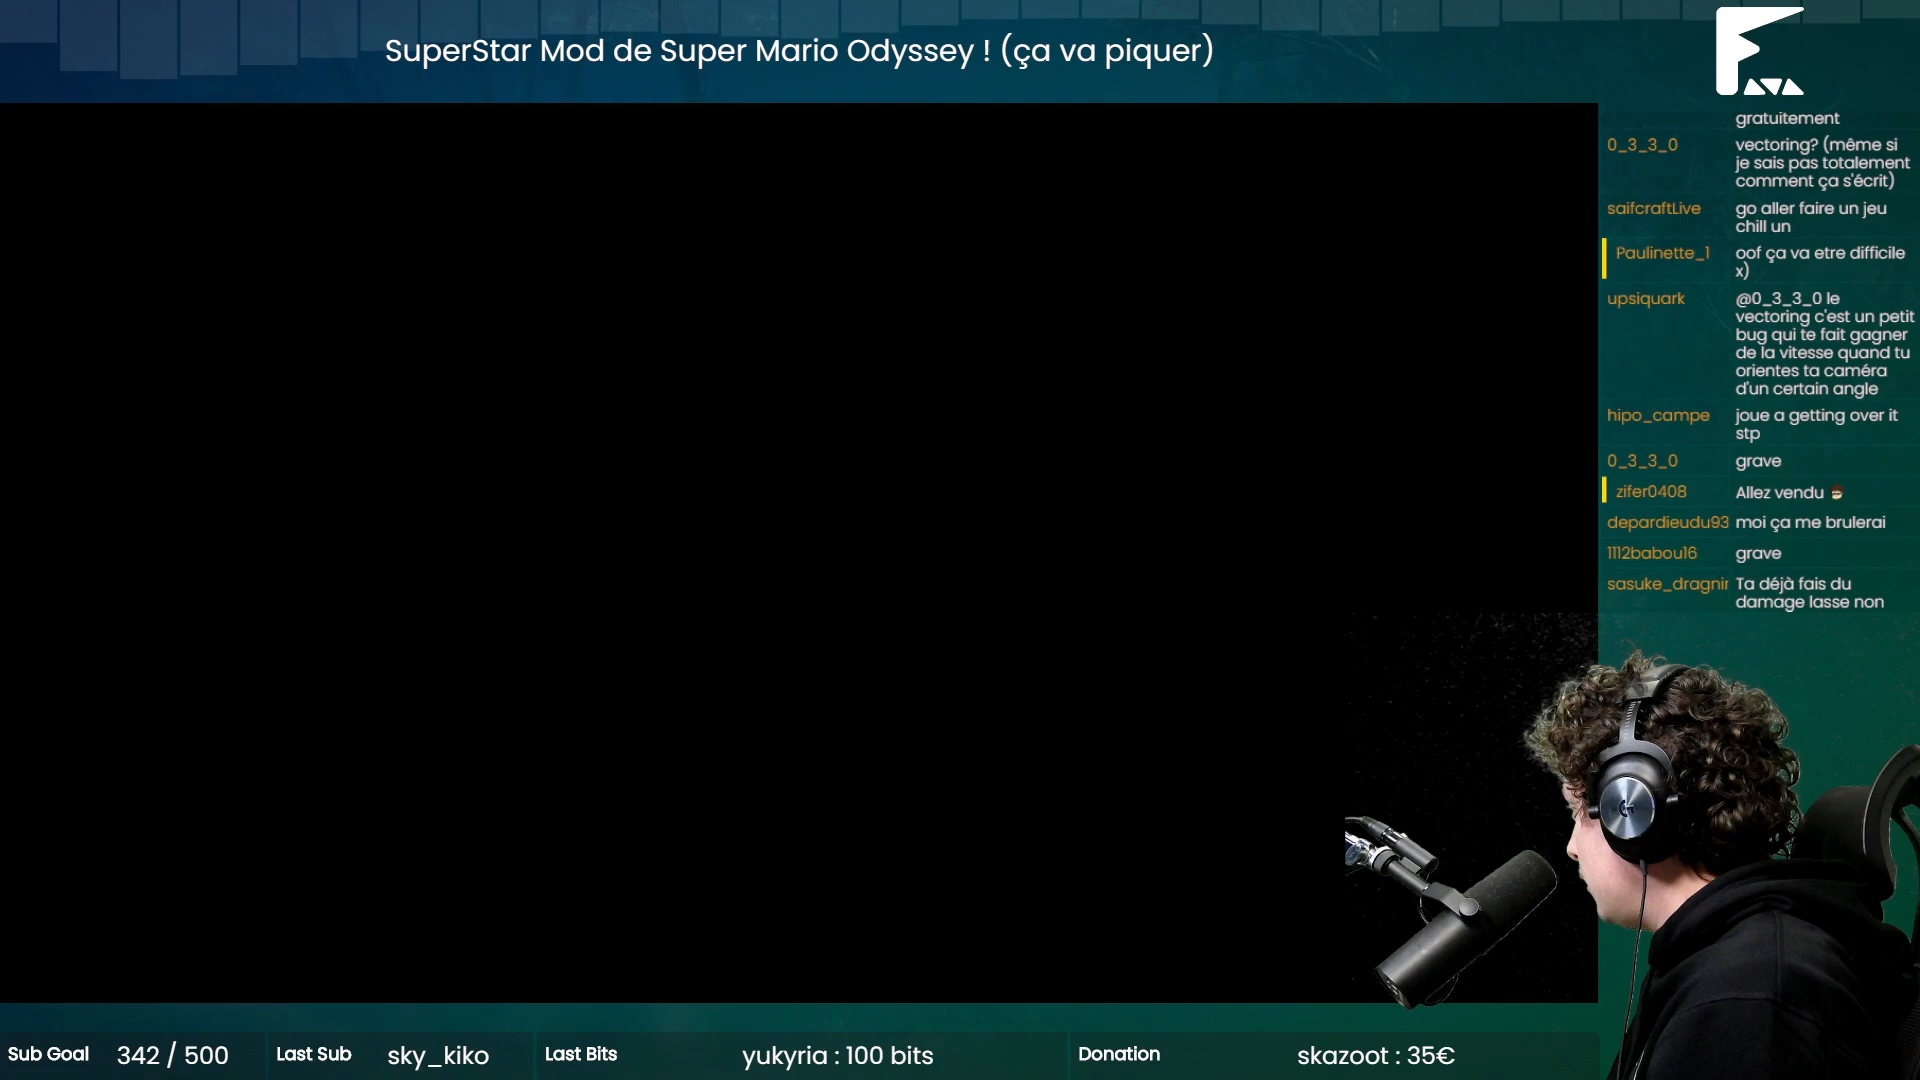 SuperStar Mod de Super Mario Odyssey ! (ça va piquer)
gratuitement
0_3_3_0 vectoring? (même si
je sais pas totalement
comment ça s'écrit)
saifcraftLive go aller faire un jeu
chill un
Paulinette_1 oof ça va etre difficile
x)
upsiquark @0_3_3_0 le
vectoring c'est un petit
bug qui te fait gagner
de la vitesse quand tu
orientes ta caméra
d'un certain angle
hipo_campe joue a getting over it
stp
0_3_3_0 grave
zifer0408 Allez vendu
depardieudu93 moi ça me brulerai
1112babou16 grave
sasuke_dragnir Ta déjà fais du
damage lasse non
Sub Goal 342 / 500 Last Sub sky_kiko Last Bits yukyria : 100 bits Donation skazoot : 35€